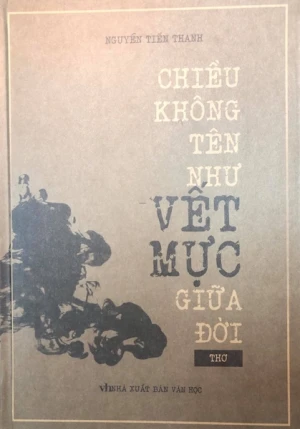 NGUYỄN TIẾN THANH
CHIỀU
KHÔNG
TÊN
NHƯ
VẾT
MỰC
GIỮA
ĐỜI
THƠ
NHÀ XUẤT BẢN VĂN HỌC